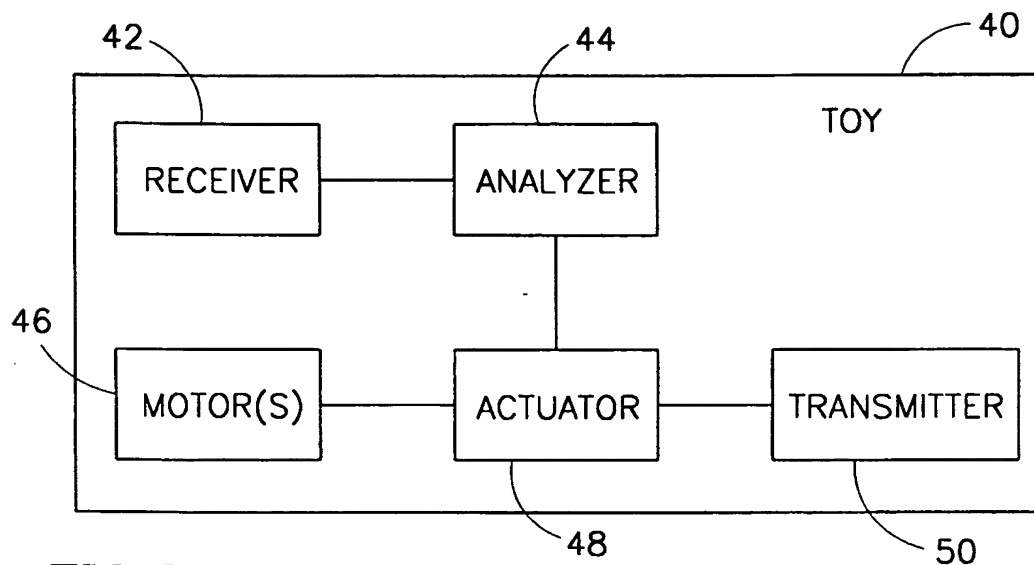 42 44 40
TOY
RECEIVER ANALYZER
46
MOTOR(S) ACTUATOR TRANSMITTER
48 50